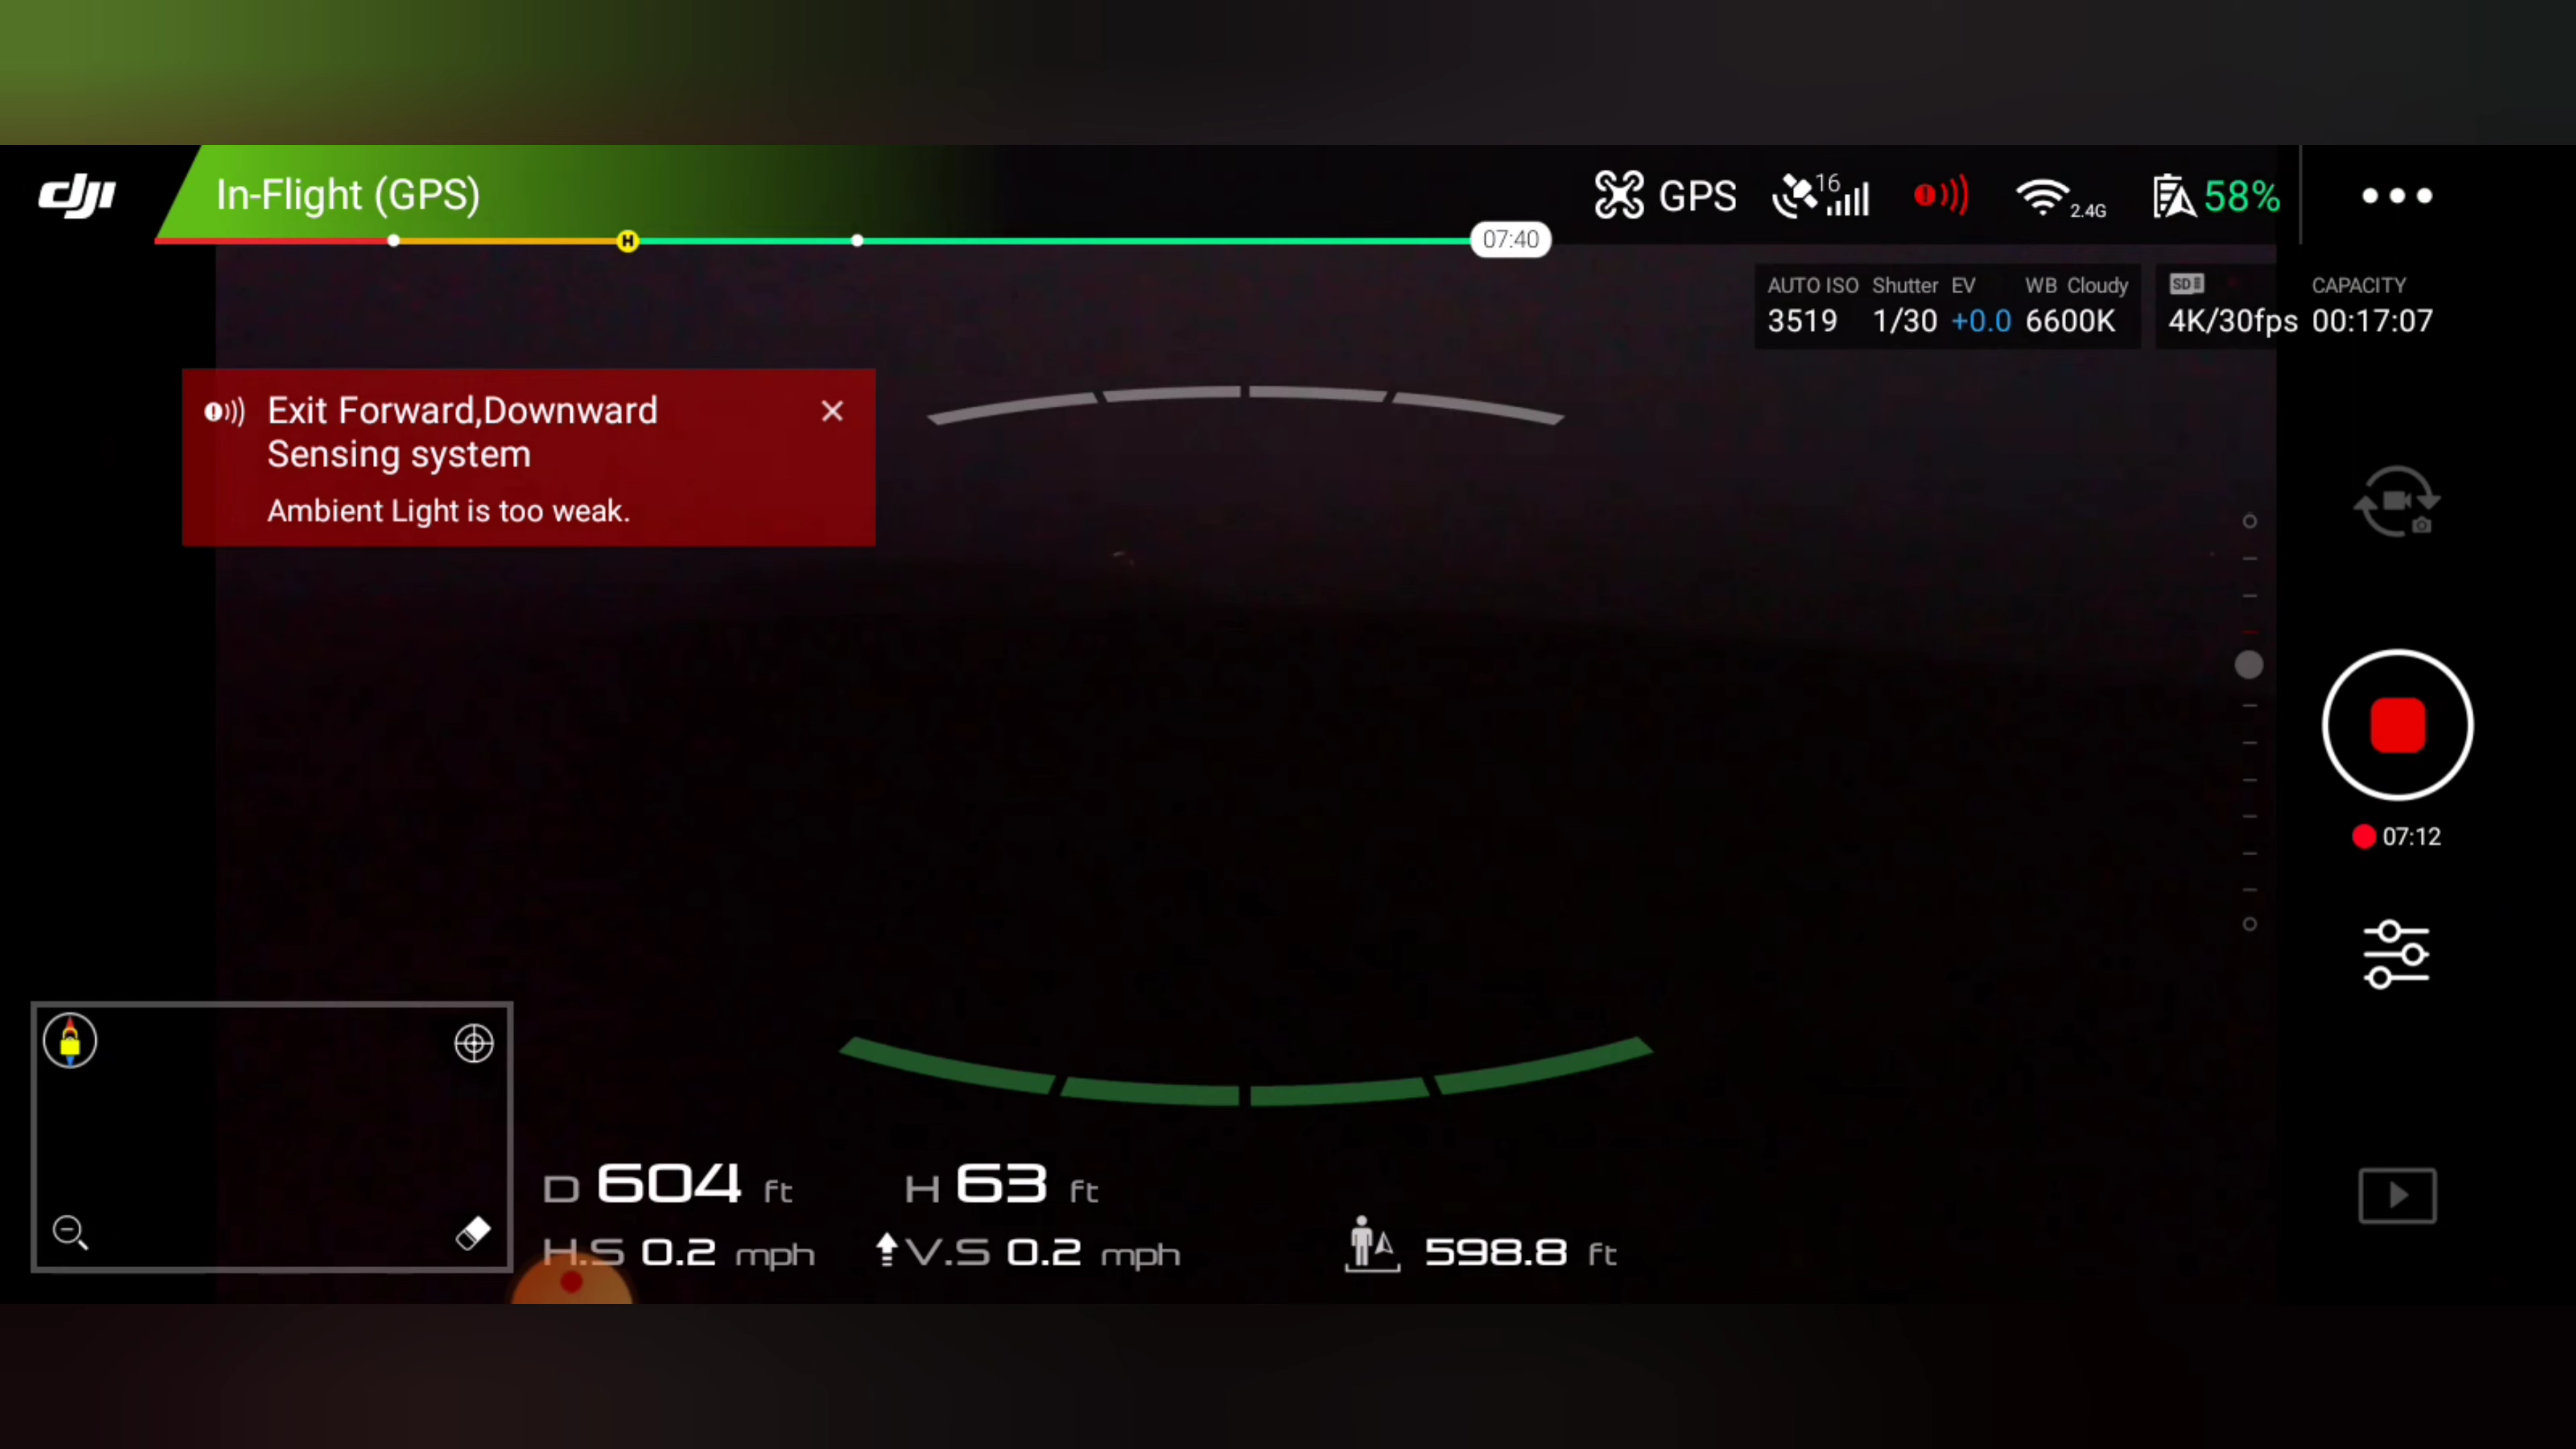 dji
In-Flight (GPS)
GPS
16
2.4G
58%
H
07:40
AUTO ISO Shutter EV WB Cloudy
3519 1/30 +0.0 6600K
SD
CAPACITY
4K/30fps 00:17:07
Exit Forward,Downward
Sensing system
Ambient Light is too weak.
07:12
D 604 ft H 63 ft
H.S 0.2 mph V.S 0.2 mph 598.8 ft